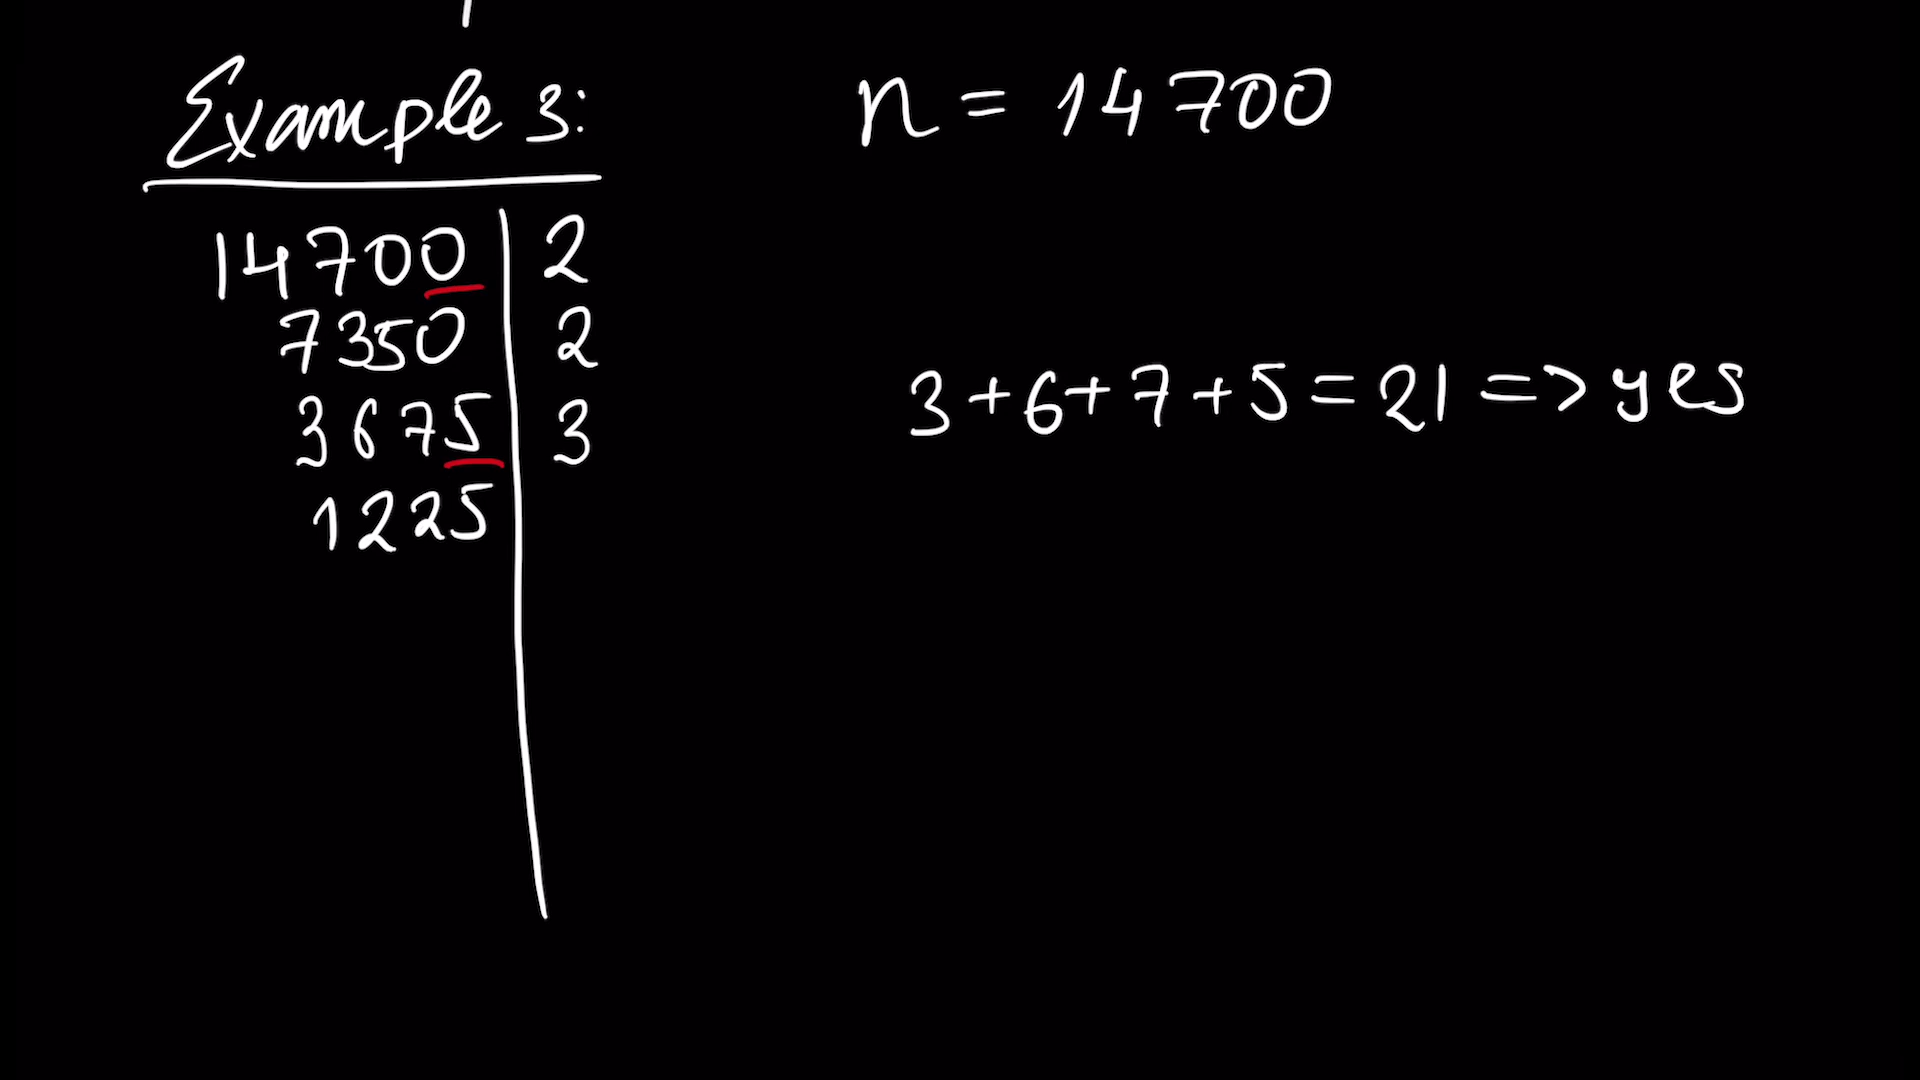 Example 3:
n = 14700
14700 | 2
7350 | 2
3675 | 3
3+6+7+5=21 => yes
1225 |